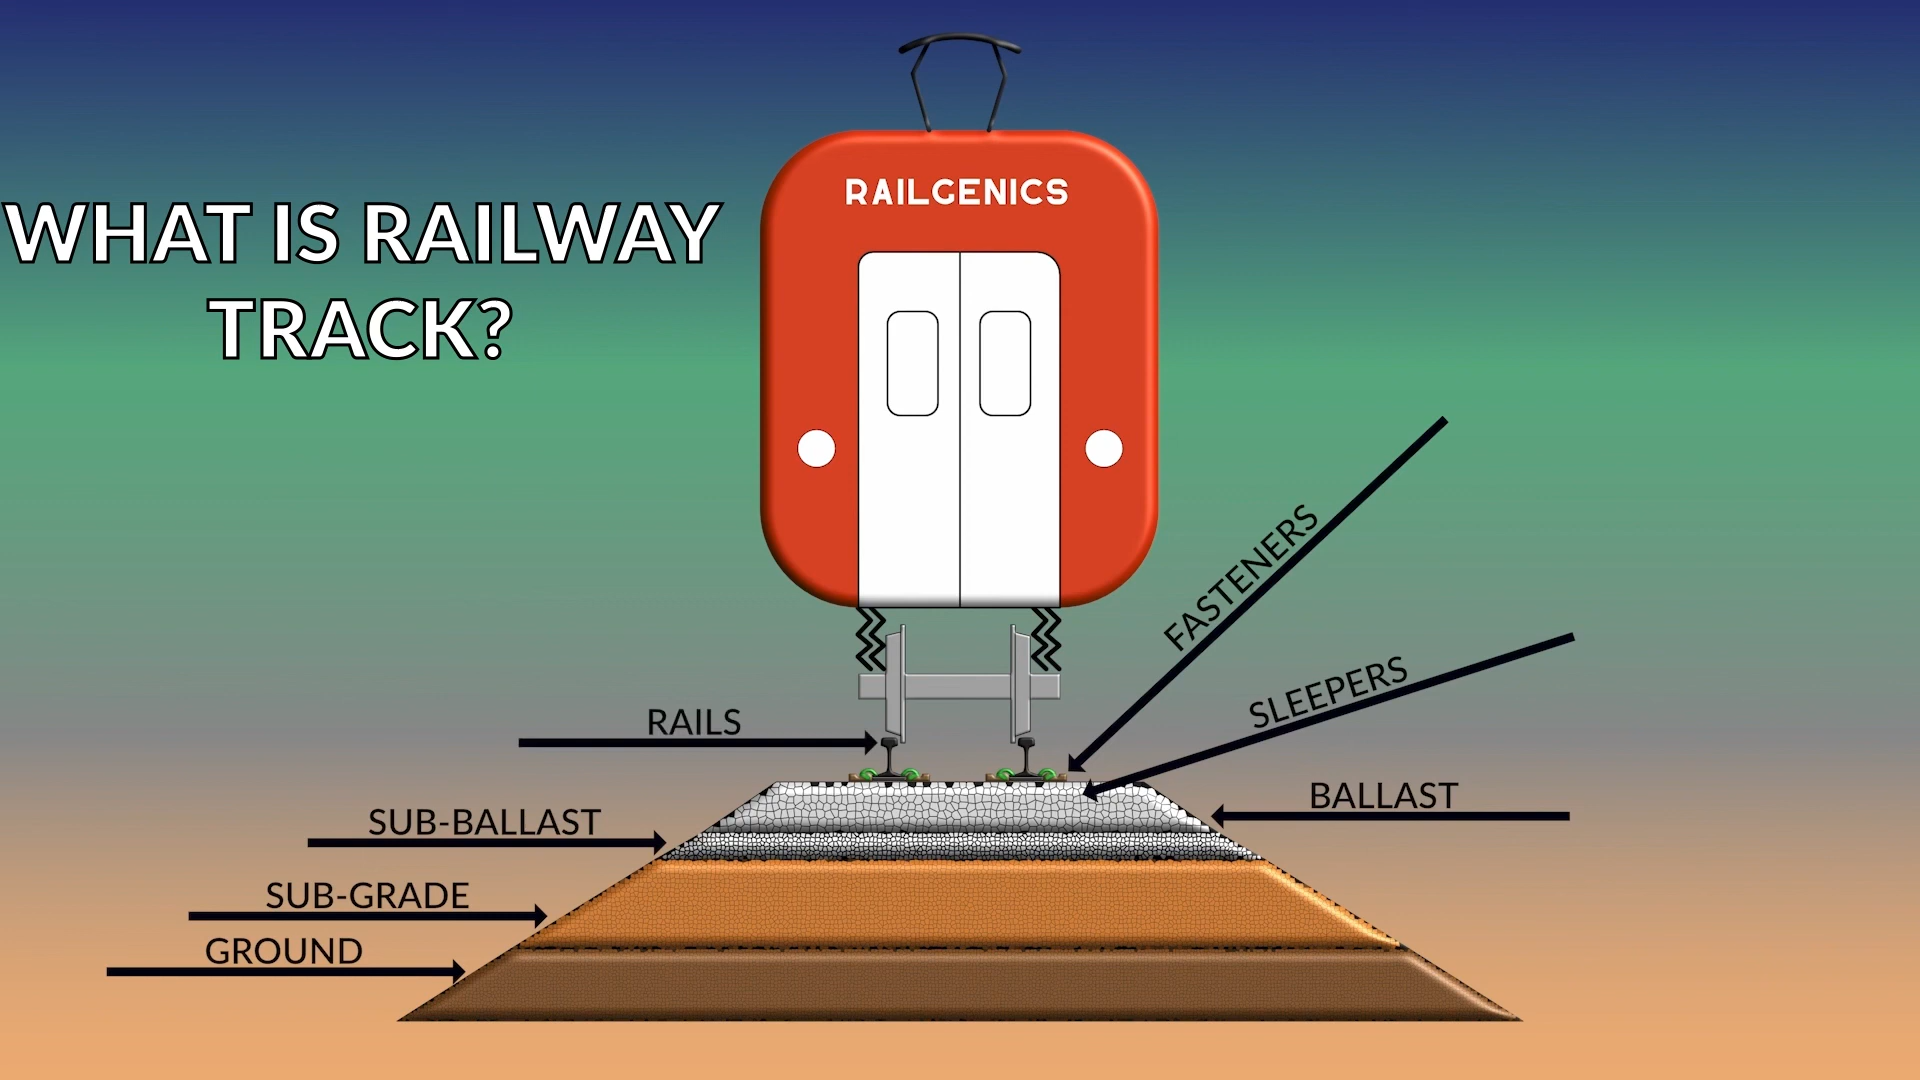 RAILGENICS
WHAT IS RAILWAY
TRACK?
FASTENERS
SLEEPERS
RAILS
BALLAST
SUB-BALLAST
SUB-GRADE
GROUND